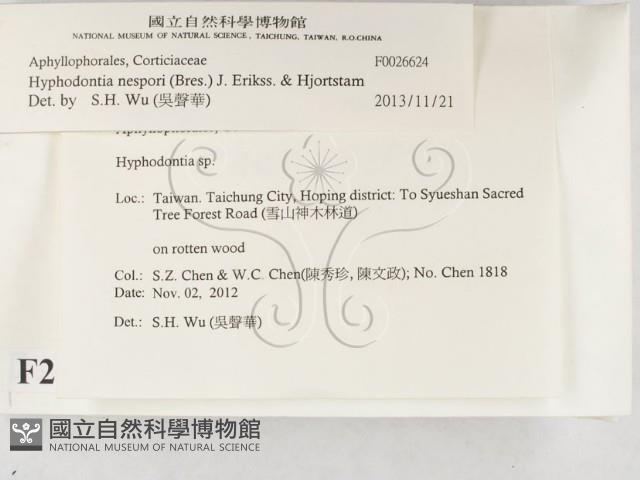 國立自然科學博物館
NATIONAL MUSEUM OF NATURAL SCIENCE, TAICHUNG, TAIWAN, R.O.CHINA
Aphyllophorales, Corticiaceae F0026624
Hyphodontia nespori (Bres.) J. Erikss. & Hjortstam
Det. by S.H. Wu (吳聲華) 2013/11/21
Hyphodontia sp.
Loc.: Taiwan. Taichung City, Hoping district: To Syueshan Sacred
Tree Forest Road (雪山神木林道)
on rotten wood
Col.: S.Z. Chen & W.C. Chen(陳秀珍, 陳文政); No. Chen 1818
Date: Nov. 02, 2012
Det.: S.H. Wu (吳聲華)
F2
國立自然科學博物館
NATIONAL MUSEUM OF NATURAL SCIENCE